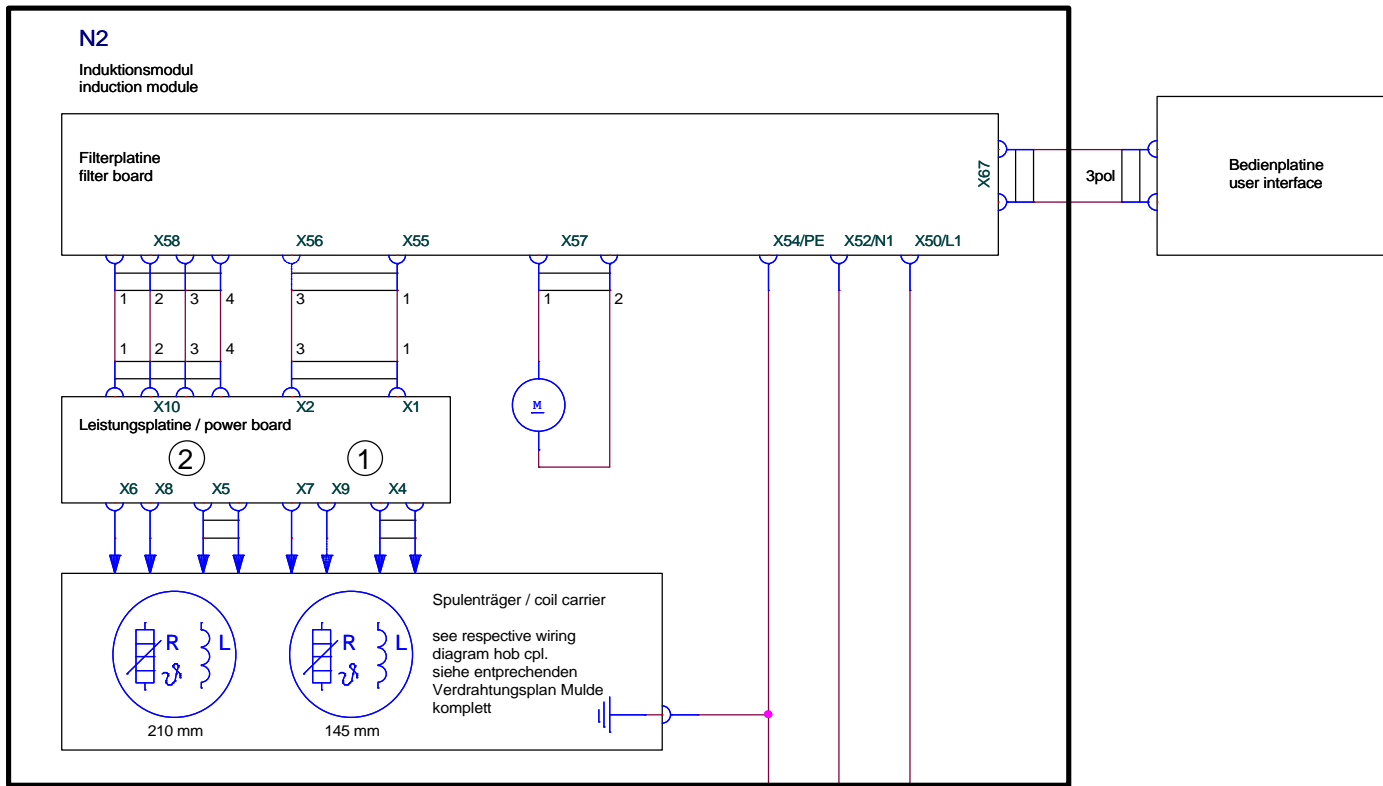 N2
Induktionsmodul
induction module
Filterplatine
filter board
X67
3pol
Bedienplatine
user interface
X58 X56 X55 X57 X54/PE X52/N1 X50/L1
1 2 3 4 3 1 1 2
1 2 3 4 3 1
M
X10 X2 X1
Leistungsplatine / power board
2 1
X6 X8 X5 X7 X9 X4
Spulenträger / coil carrier
see respective wiring
diagram hob cpl.
siehe entprechenden
Verdrahtungsplan Mulde
komplett
R L R L
ϑ ϑ
210 mm 145 mm